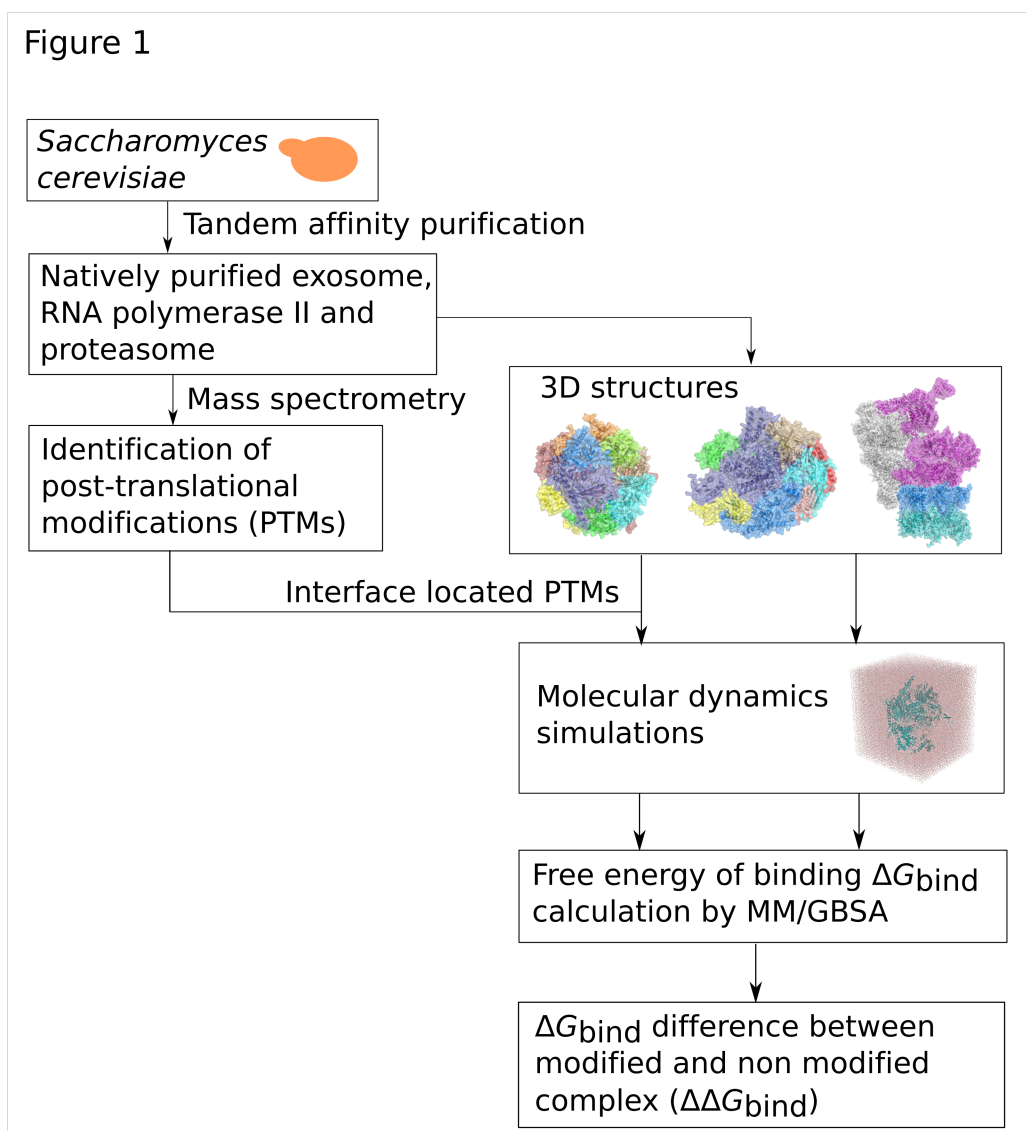 Figure 1
Saccharomyces
cerevisiae
Tandem affinity purification
Natively purified exosome,
RNA polymerase II and
proteasome
Mass spectrometry
3D structures
Identification of
post-translational
modifications (PTMs)
Interface located PTMs
Molecular dynamics
simulations
Free energy of binding ΔGbind
calculation by MM/GBSA
ΔGbind difference between
modified and non modified
complex (ΔΔGbind)